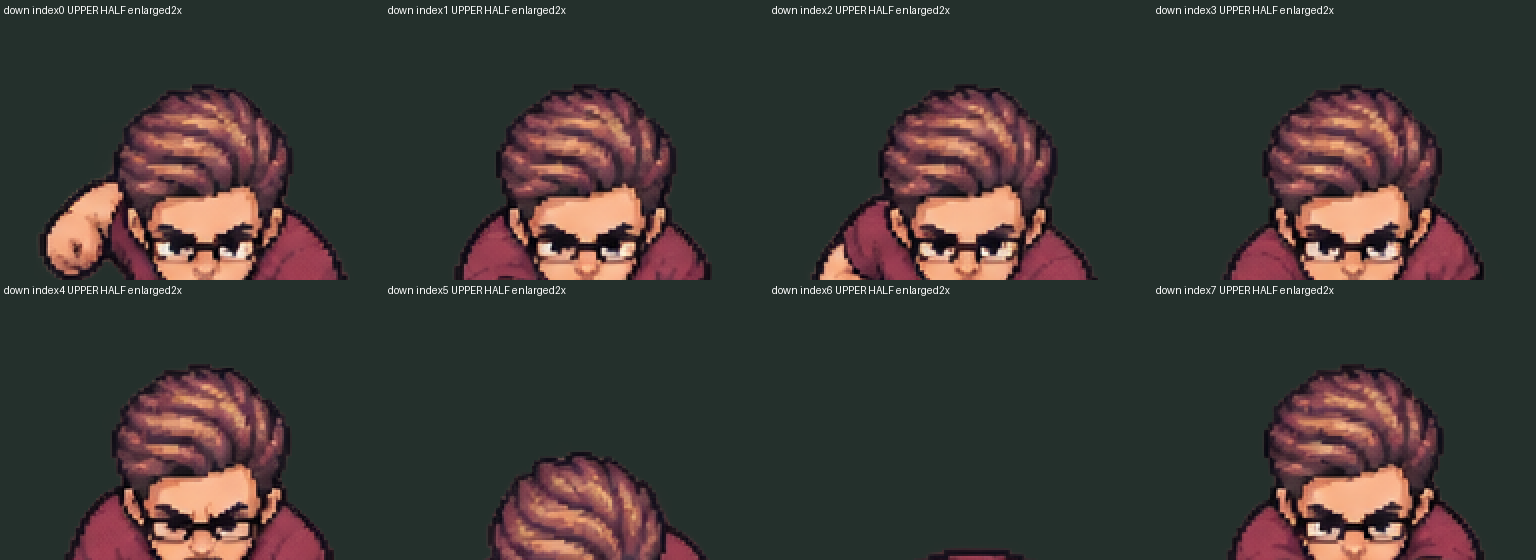 down index0 UPPER HALF enlarged2x
down index1 UPPER HALF enlarged2x
down index2 UPPER HALF enlarged2x
down index3 UPPER HALF enlarged2x
down index4 UPPER HALF enlarged2x
down index5 UPPER HALF enlarged2x
down index6 UPPER HALF enlarged2x
down index7 UPPER HALF enlarged2x